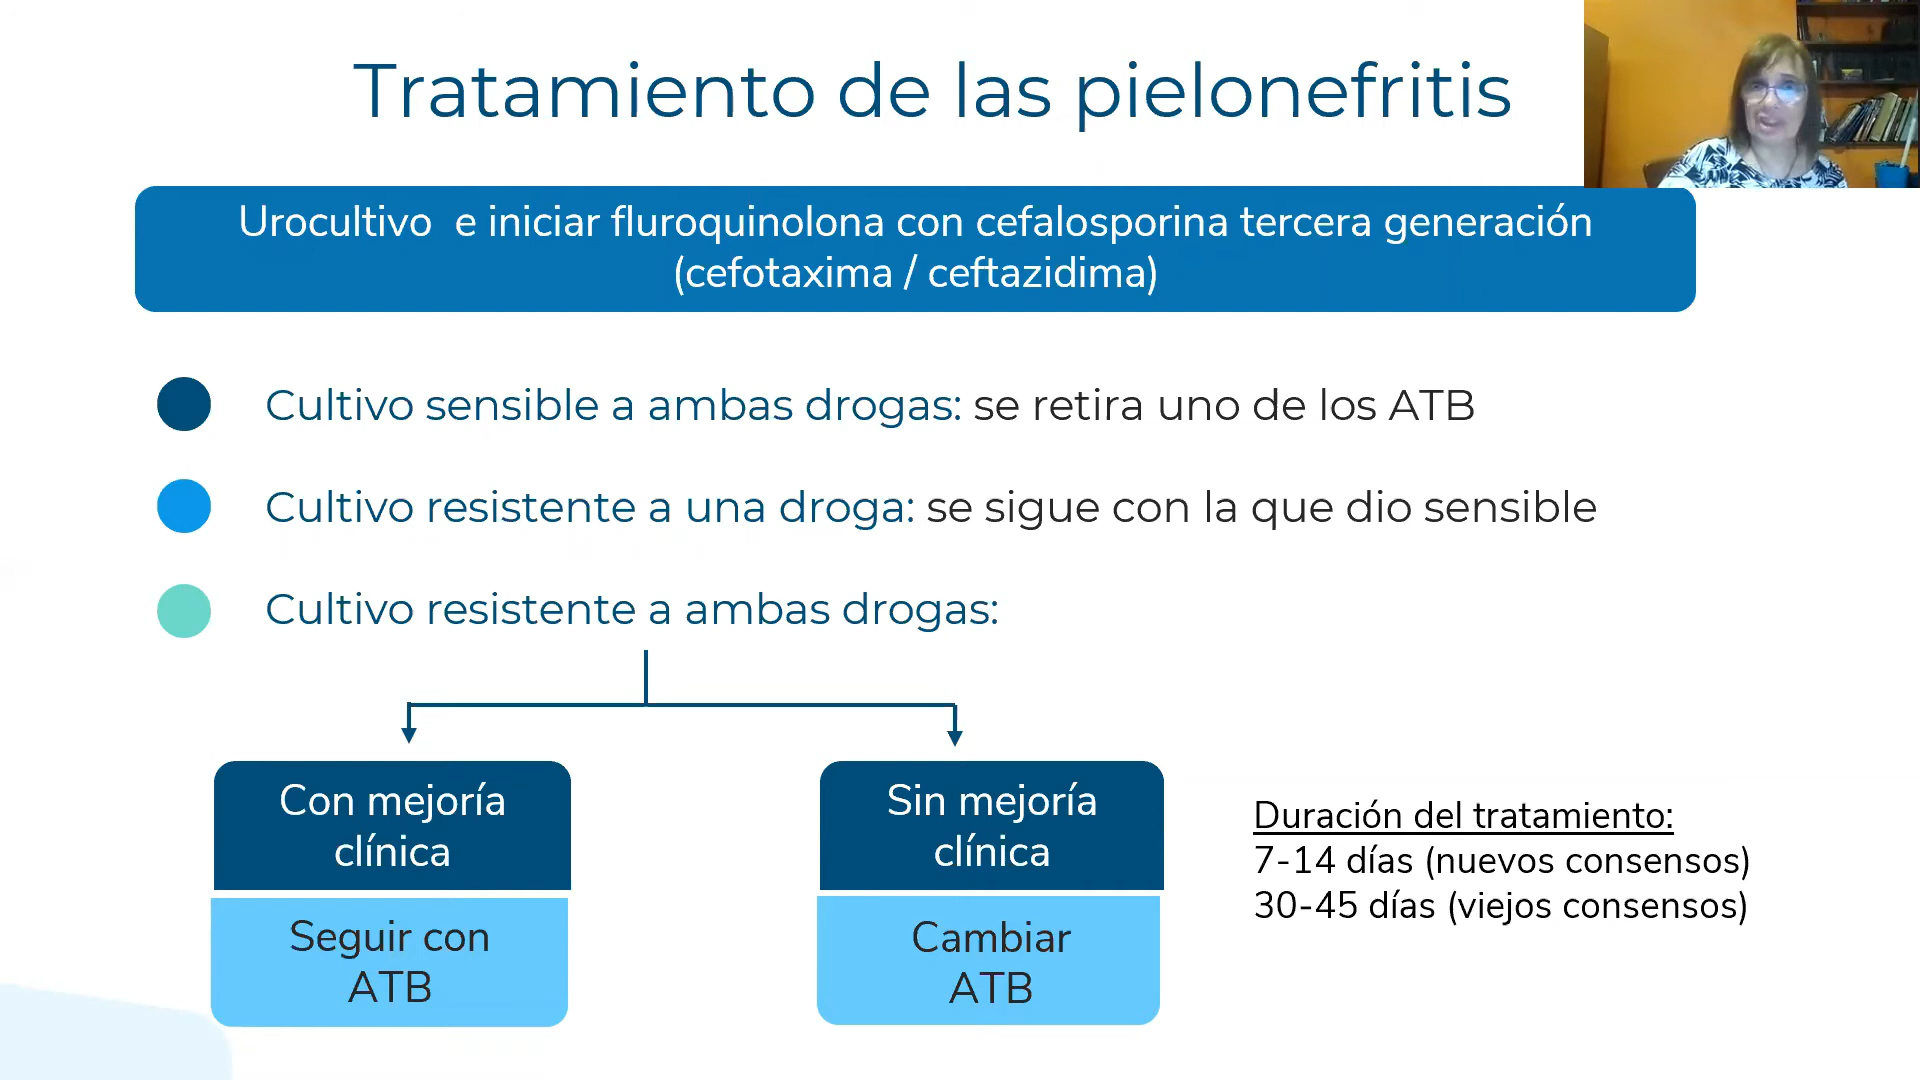 Tratamiento de las pielonefritis
Urocultivo e iniciar fluroquinolona con cefalosporina tercera generación
(cefotaxima / ceftazidima)
Cultivo sensible a ambas drogas: se retira uno de los ATB
Cultivo resistente a una droga: se sigue con la que dio sensible
Cultivo resistente a ambas drogas:
Con mejoría
clínica
Seguir con
ATB
Sin mejoría
clínica
Cambiar
ATB
Duración del tratamiento:
7-14 días (nuevos consensos)
30-45 días (viejos consensos)